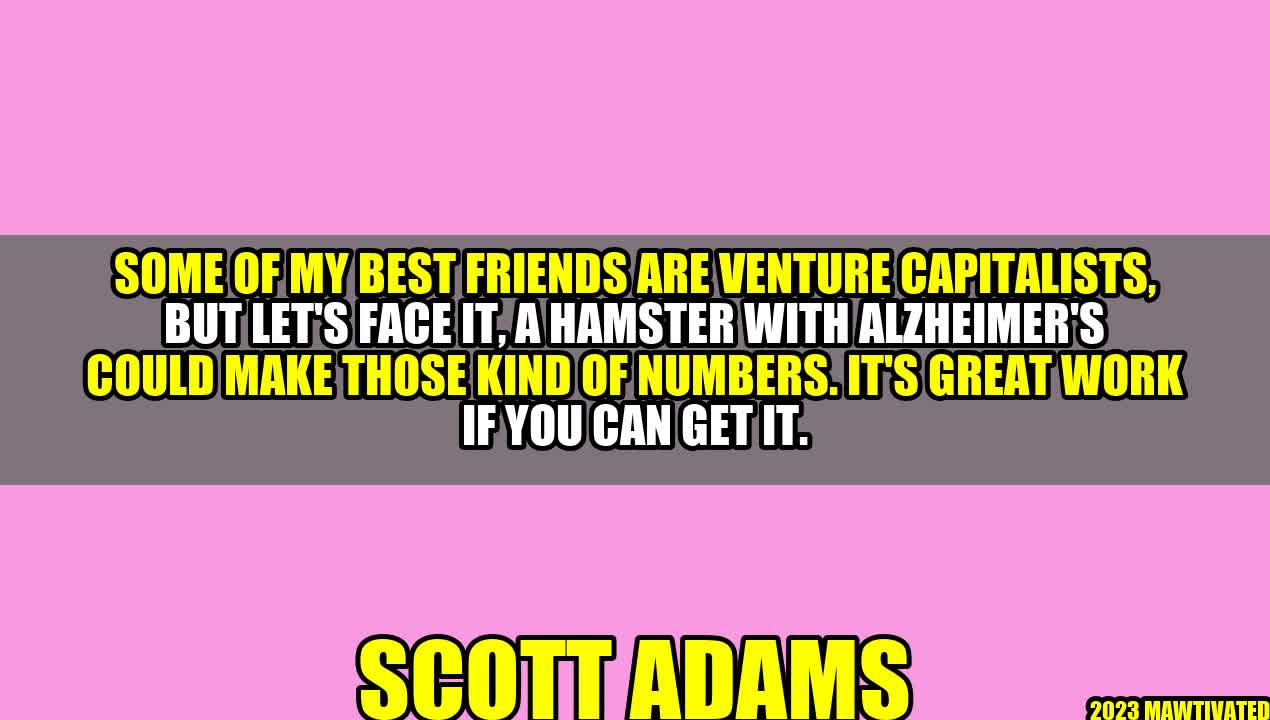 SOME OF MY BEST FRIENDS ARE VENTURE CAPITALISTS,
BUT LET'S FACE IT, A HAMSTER WITH ALZHEIMER'S
COULD MAKE THOSE KIND OF NUMBERS. IT'S GREAT WORK
IF YOU CAN GET IT.
SCOTT ADAMS
2023 MAWTIVATED